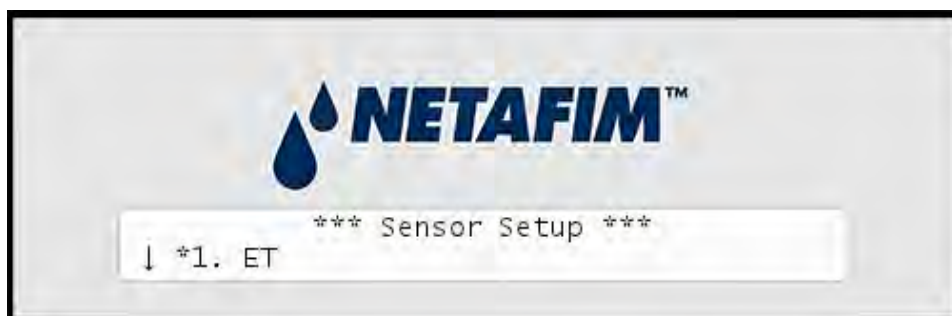 NETAFIM™
*** Sensor Setup ***
↓ *1. ET